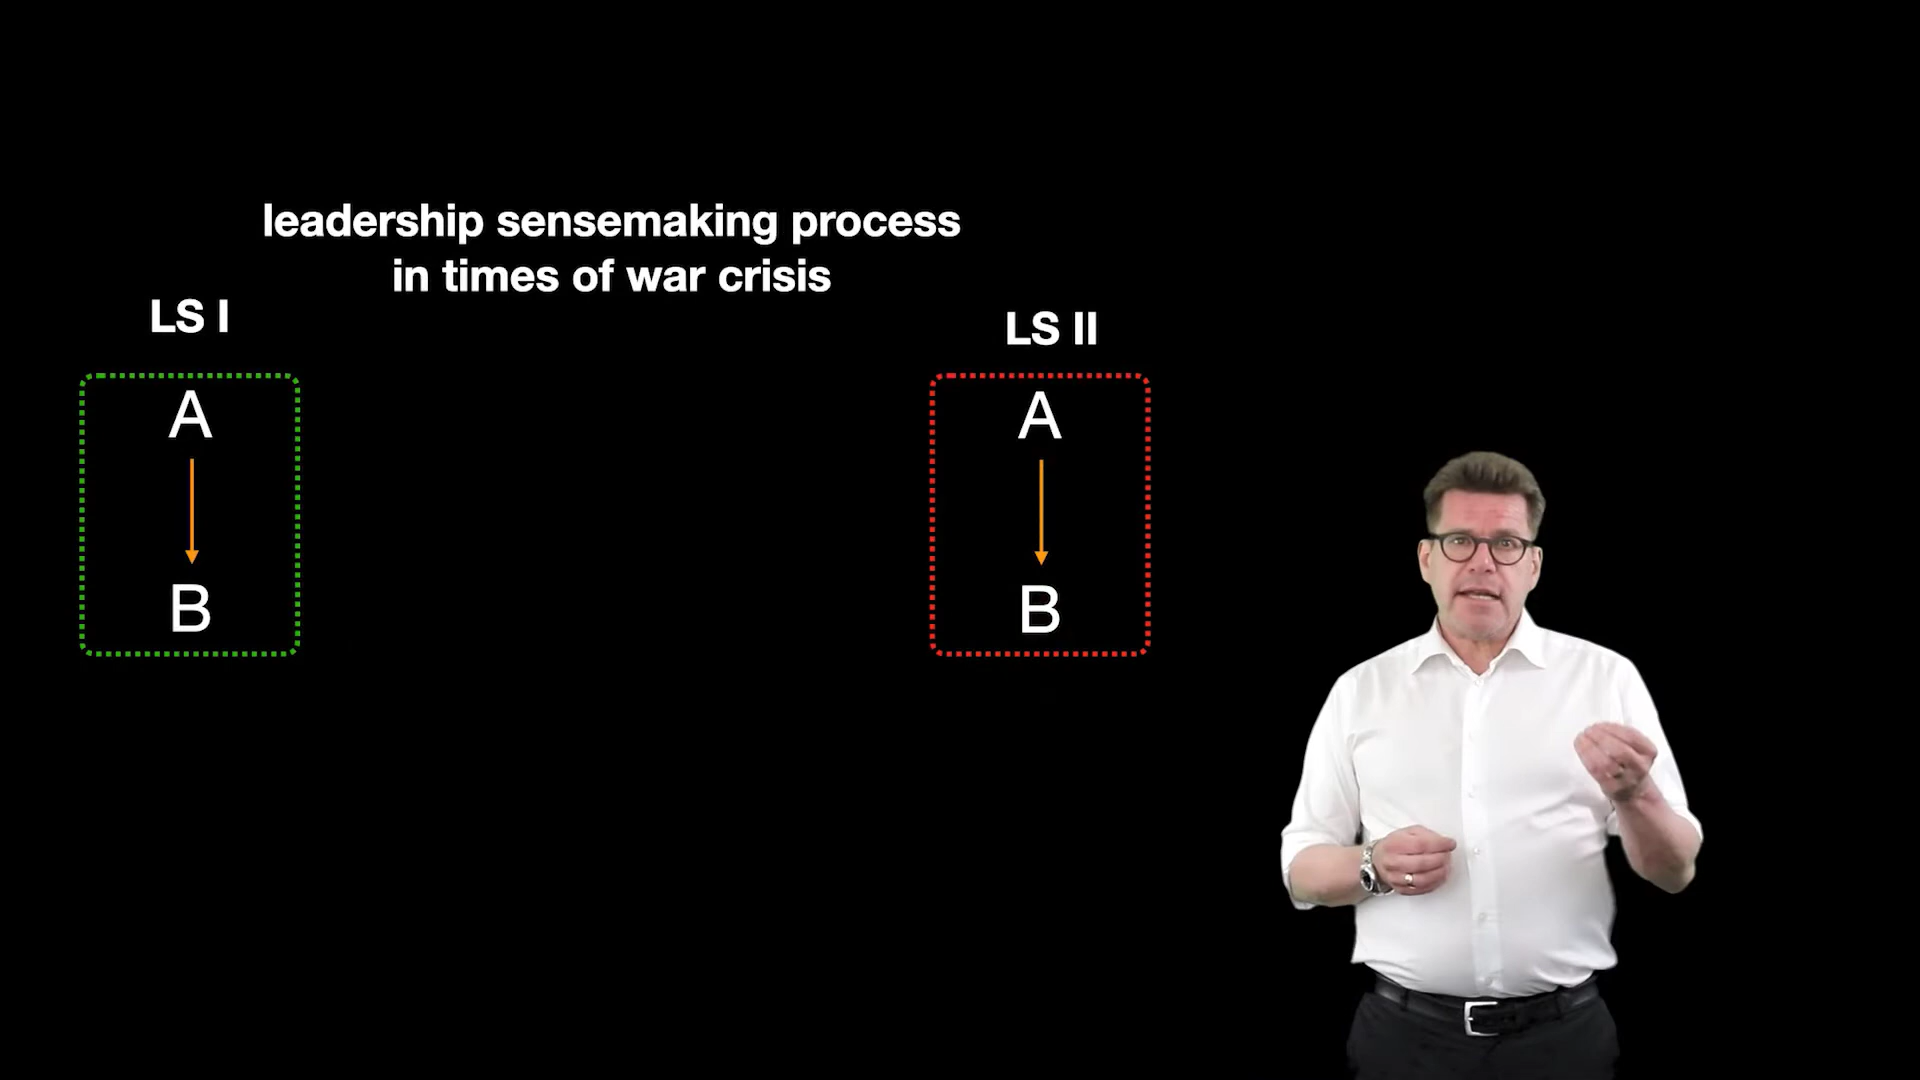 leadership sensemaking process
in times of war crisis
LS I
LS II
A
B
A
B